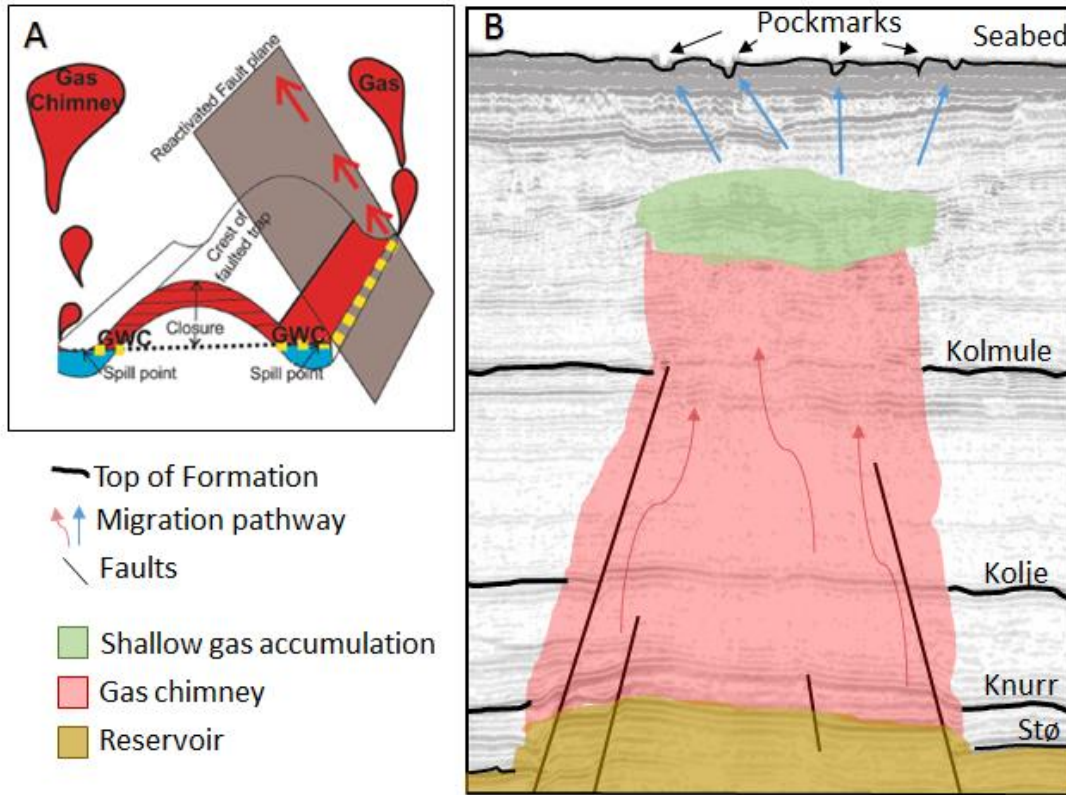 A
Gas
Chimney
Reactivated Fault plane
Gas
Crest of
faulted trap
GWC
Closure
GWC
Spill point
Spill point
Top of Formation
Migration pathway
Faults
Shallow gas accumulation
Gas chimney
Reservoir
B
Pockmarks
Seabed
Kolmule
Kolje
Knurr
Stø